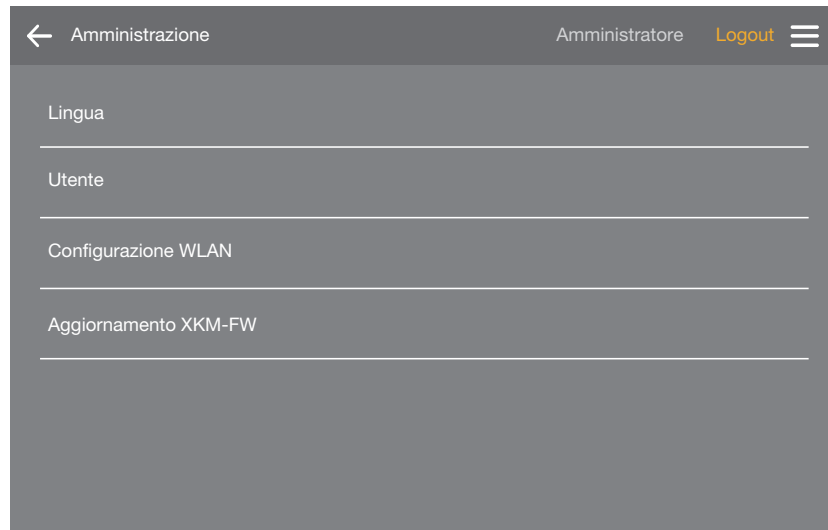 Amministrazione Amministratore Logout
Lingua
Utente
Configurazione WLAN
Aggiornamento XKM-FW